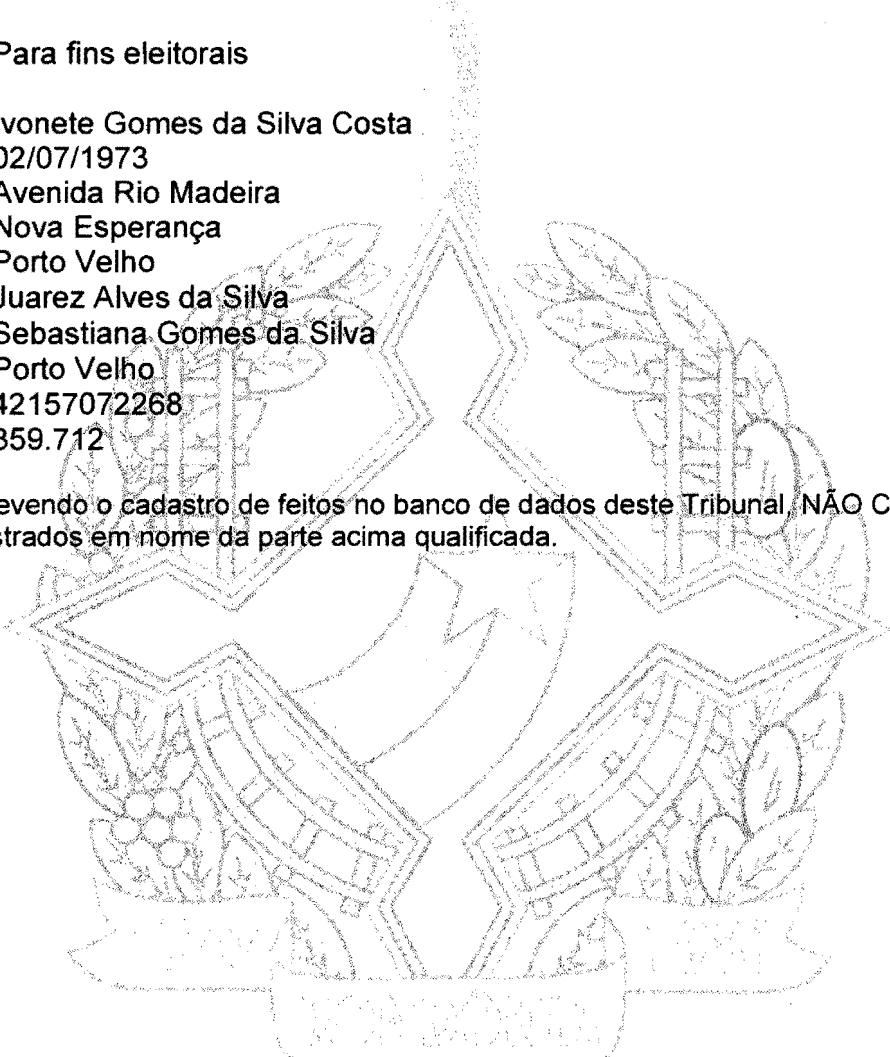 Para fins eleitorais
vonete Gomes da Silva Costa
02/07/1973
Avenida Rio Madeira
Nova Esperança
Porto Velho
Juarez Alves da Silva
Sebastiana Gomes da Silva
Porto Velho
42157072268
359.712
evendo o cadastro de feitos no banco de dados deste Tribunal, NÃO C
strados em nome da parte acima qualificada.